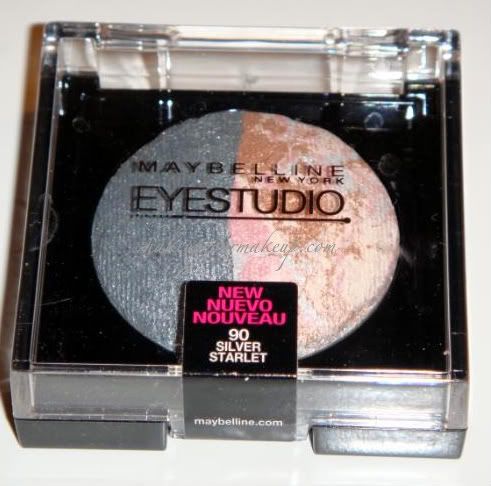 MAYBELLINE
NEW YORK
EYESTUDIO
NEW
NUEVO
NOUVEAU
90
SILVER
STARLET
maybelline.com